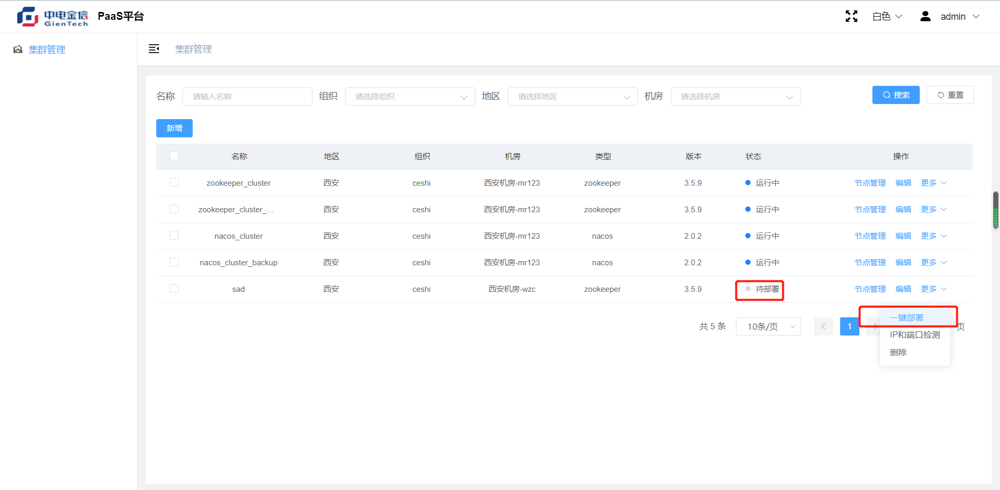 中电金信
GienTech
PaaS平台
白色
admin
集群管理
集群管理
名称 请输入名称 组织 请选择组织 地区 请选择地区 机房 请选择机房 搜索 重置
新增
名称 地区 组织 机房 类型 版本 状态 操作
zookeeper_cluster 西安 ceshi 西安机房-mr123 zookeeper 3.5.9 运行中 节点管理 编辑 更多
zookeeper_cluster_... 西安 ceshi 西安机房-mr123 zookeeper 3.5.9 运行中 节点管理 编辑 更多
nacos_cluster 西安 ceshi 西安机房-mr123 nacos 2.0.2 运行中 节点管理 编辑 更多
nacos_cluster_backup 西安 ceshi 西安机房-mr123 nacos 2.0.2 运行中 节点管理 编辑 更多
sad 西安 ceshi 西安机房-wzc zookeeper 3.5.9 待部署 节点管理 编辑 更多
共 5 条 10条/页 1 页
一键部署
IP和端口检测
删除